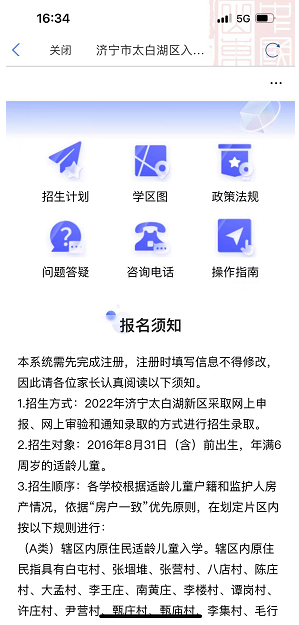 16:34
5G
关闭
济宁市太白湖区入...
招生计划
学区图
政策法规
问题答疑
咨询电话
操作指南
报名须知
本系统需先完成注册，注册时填写信息不得修改，
因此请各位家长认真阅读以下须知。
1.招生方式：2022年济宁太白湖新区采取网上申
报、网上审验和通知录取的方式进行招生录取。
2.招生对象：2016年8月31日（含）前出生，年满6
周岁的适龄儿童。
3.招生顺序：各学校根据适龄儿童户籍和监护人房
产情况，依据“房户一致”优先原则，在划定片区内
按以下规则进行：
（A类）辖区内原住民适龄儿童入学。辖区内原住
民指具有白屯村、张堌堆、张营村、八店村、陈庄
村、大孟村、李王庄、南黄庄、李楼村、谭岗村、
许庄村、尹营村、甄庄村、甄庙村、李集村、毛行